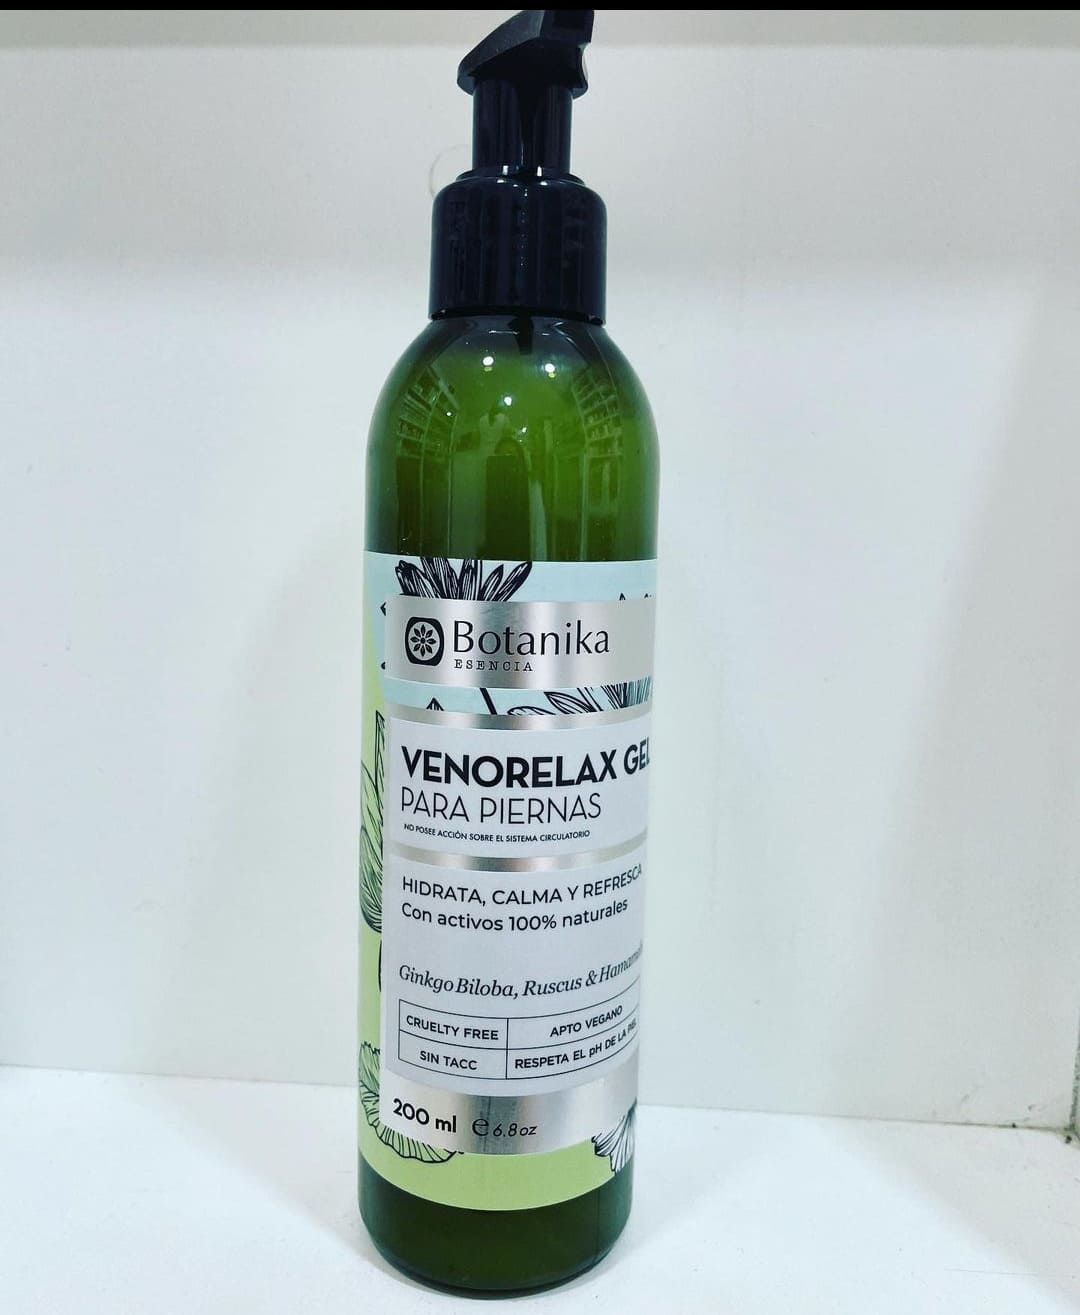 Botanika
ESENCIA
VENORELAX GEL
PARA PIERNAS
NO POSEE ACCIÓN SOBRE EL SISTEMA CIRCULATORIO
HIDRATA, CALMA Y REFRESCA
Con activos 100% naturales
Ginkgo Biloba, Ruscus &
CRUELTY FREE
APTO VEGANO
SIN TACC
RESPETA EL pH DE LA PIEL
200 ml e 6.8 oz